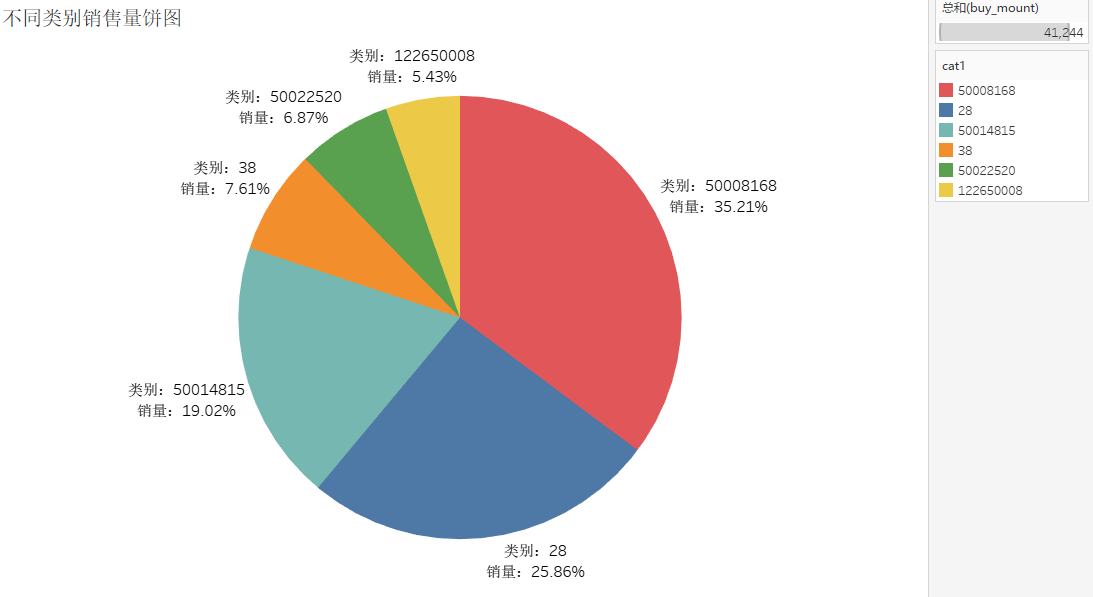 不同类别销售量饼图
类别：122650008
销量：5.43%
类别：50022520
销量：6.87%
类别：38
销量：7.61%
类别：50008168
销量：35.21%
类别：50014815
销量：19.02%
类别：28
销量：25.86%
总和(buy_mount)
41,244
cat1
50008168
28
50014815
38
50022520
122650008